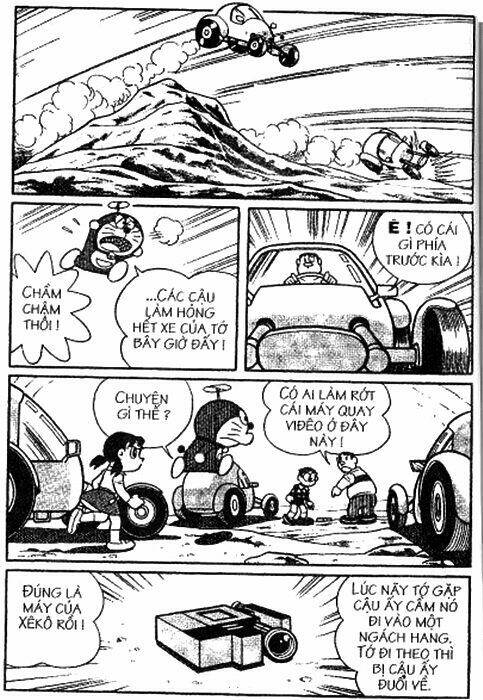 CHẦM
CHẬM
THÔI !
...CÁC CẬU
LÀM HỎNG
HẾT XE CỦA TỚ
BÂY GIỜ ĐẤY !
Ê ! CÓ CÁI
GÌ PHÍA
TRƯỚC KÌA !
CHUYỆN
GÌ THẾ ?
CÓ AI LÀM RỚT
CÁI MÁY QUAY
VIĐÊO Ở ĐÂY
NÀY !
ĐÚNG LÀ
MÁY CỦA
XÊKÔ RỒI !
LÚC NÃY TỚ GẶP
CẬU ẤY CẦM NÓ
ĐI VÀO MỘT
NGÁCH HANG.
TỚ ĐI THEO THÌ
BỊ CẬU ẤY
ĐUỔI VỀ.